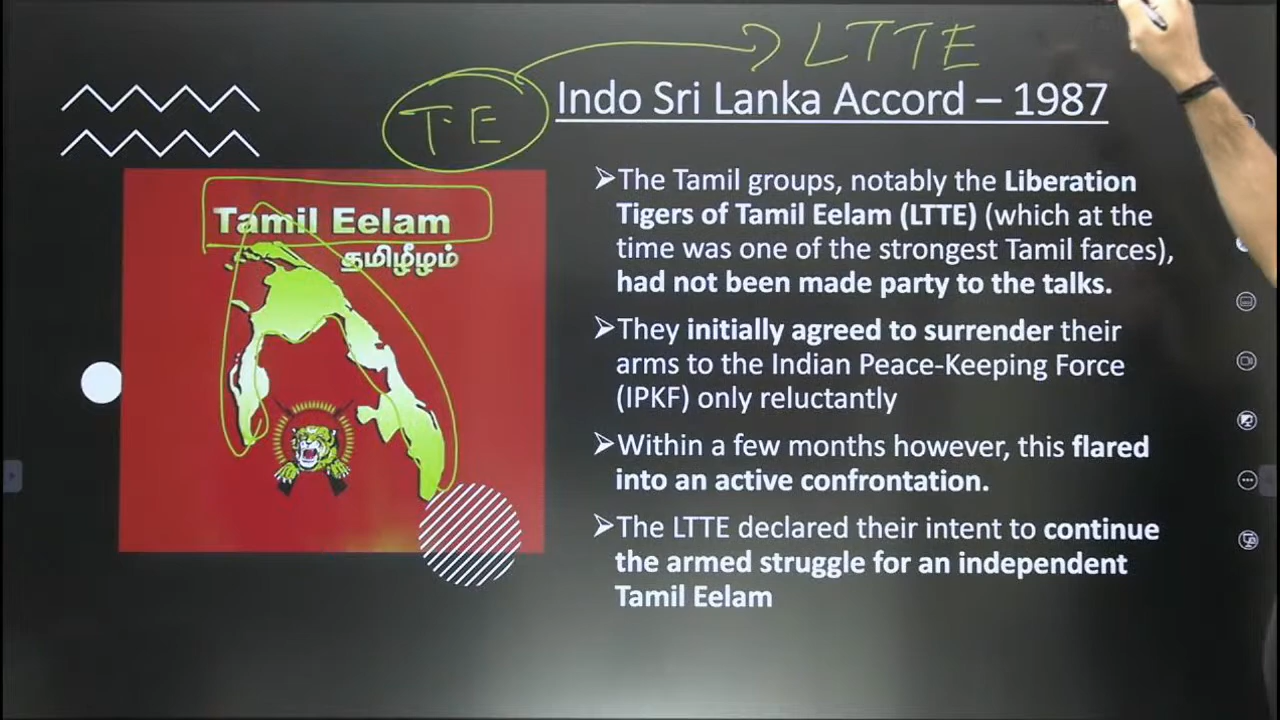 LTTE
T.E
Indo Sri Lanka Accord – 1987
Tamil Eelam
தமிழீழம்
➢The Tamil groups, notably the Liberation
Tigers of Tamil Eelam (LTTE) (which at the
time was one of the strongest Tamil farces),
had not been made party to the talks.
➢They initially agreed to surrender their
arms to the Indian Peace-Keeping Force
(IPKF) only reluctantly
➢Within a few months however, this flared
into an active confrontation.
➢The LTTE declared their intent to continue
the armed struggle for an independent
Tamil Eelam